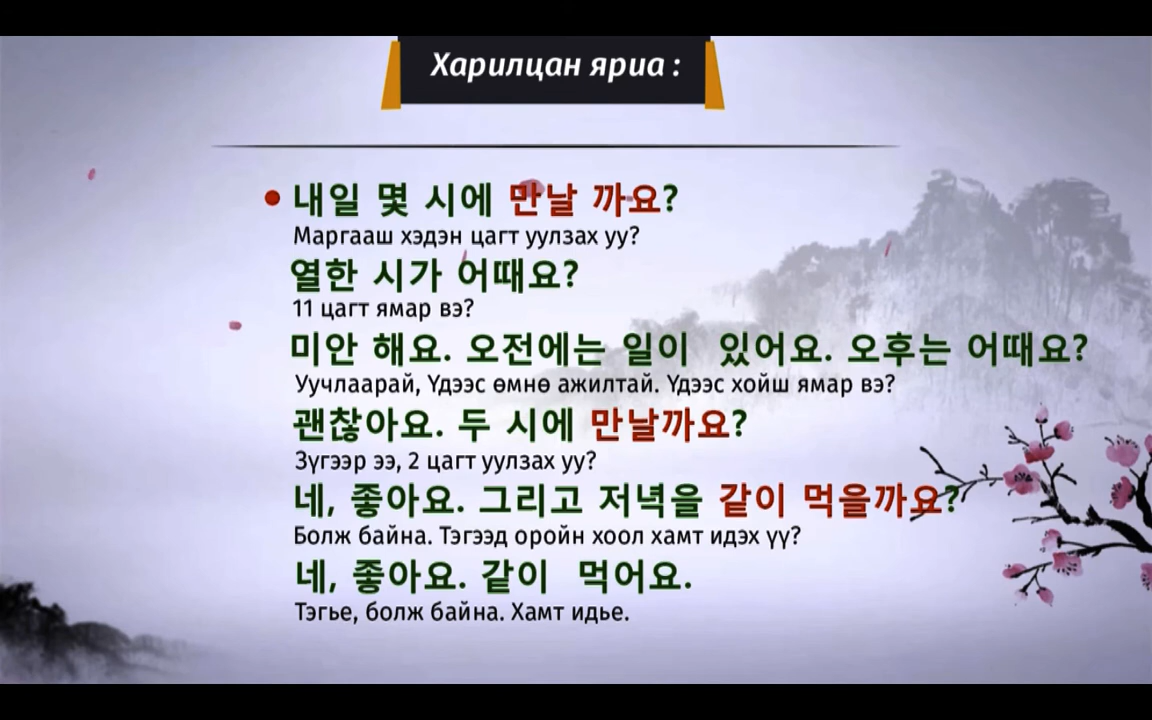 Харилцан яриа :
내일 몇 시에 만날 까요?
Маргааш хэдэн цагт уулзах уу?
열한 시가 어때요?
11 цагт ямар вэ?
미안 해요. 오전에는 일이 있어요. 오후는 어때요?
Уучлаарай, Үдээс өмнө ажилтай. Үдээс хойш ямар вэ?
괜찮아요. 두 시에 만날까요?
Зүгээр ээ, 2 цагт уулзах уу?
네, 좋아요. 그리고 저녁을 같이 먹을까요?
Болж байна. Тэгээд оройн хоол хамт идэх үү?
네, 좋아요. 같이 먹어요.
Тэгье, болж байна. Хамт идье.